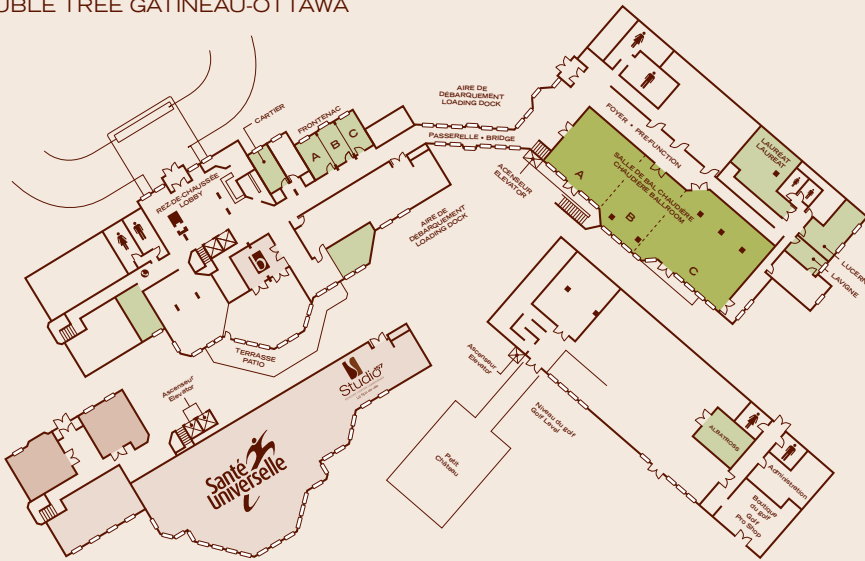 UBLE TREE GATINEAU-OTTAWA
AIRE DE
DÉBARQUEMENT
LOADING DOCK
PASSERELLE • BRIDGE
CARTIER
FRONTENAC
A
B
C
REZ-DE-CHAUSSÉE
LOBBY
AIRE DE
DÉBARQUEMENT
LOADING DOCK
TERRASSE
PATIO
ASCENSEUR
ELEVATOR
FOYER • PRE-FUNCTION
SALLE DE BAL CHAUDIÈRE
CHAUDIÈRE BALLROOM
A
B
C
LAURÉAT
LAURÉAT
LUCERN
LAVIGNE
Ascenseur
Elevator
Studio
Santé
universelle
Ascenseur
Elevator
Niveau du golf
Golf Level
Petit
Château
ALBATROSS
Administration
Boutique
du golf
Golf
Pro Shop